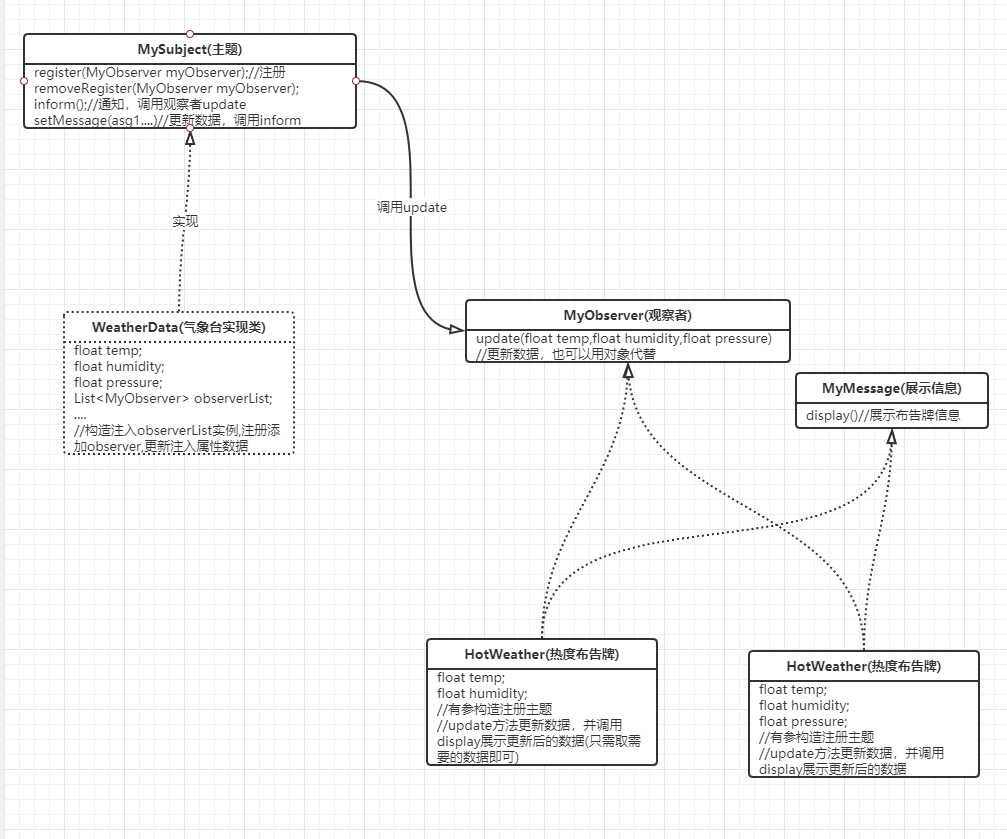 MySubject(主题)
register(MyObserver myObserver);//注册
removeRegister(MyObserver myObserver);
inform();//通知，调用观察者update
setMessage(asg1....)//更新数据，调用inform
调用update
实现
WeatherData(气象台实现类)
float temp;
float humidity;
float pressure;
List<MyObserver> observerList;
....
//构造注入observerList实例,注册添
加observer,更新注入属性数据
MyObserver(观察者)
update(float temp,float humidity,float pressure)
//更新数据，也可以用对象代替
MyMessage(展示信息)
display()//展示布告牌信息
HotWeather(热度布告牌)
float temp;
float humidity;
//有参构造注册主题
//update方法更新数据，并调用
display展示更新后的数据(只需取需
要的数据即可)
HotWeather(热度布告牌)
float temp;
float humidity;
float pressure;
//有参构造注册主题
//update方法更新数据，并调用
display展示更新后的数据